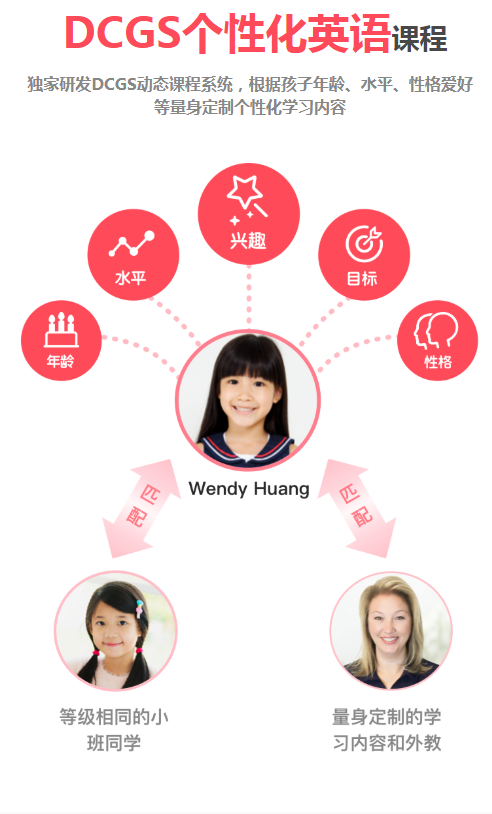 DCGS个性化英语课程
独家研发DCGS动态课程系统，根据孩子年龄、水平、性格爱好
等量身定制个性化学习内容
兴趣
水平
目标
年龄
性格
Wendy Huang
匹配
匹配
等级相同的小
班同学
量身定制的学
习内容和外教